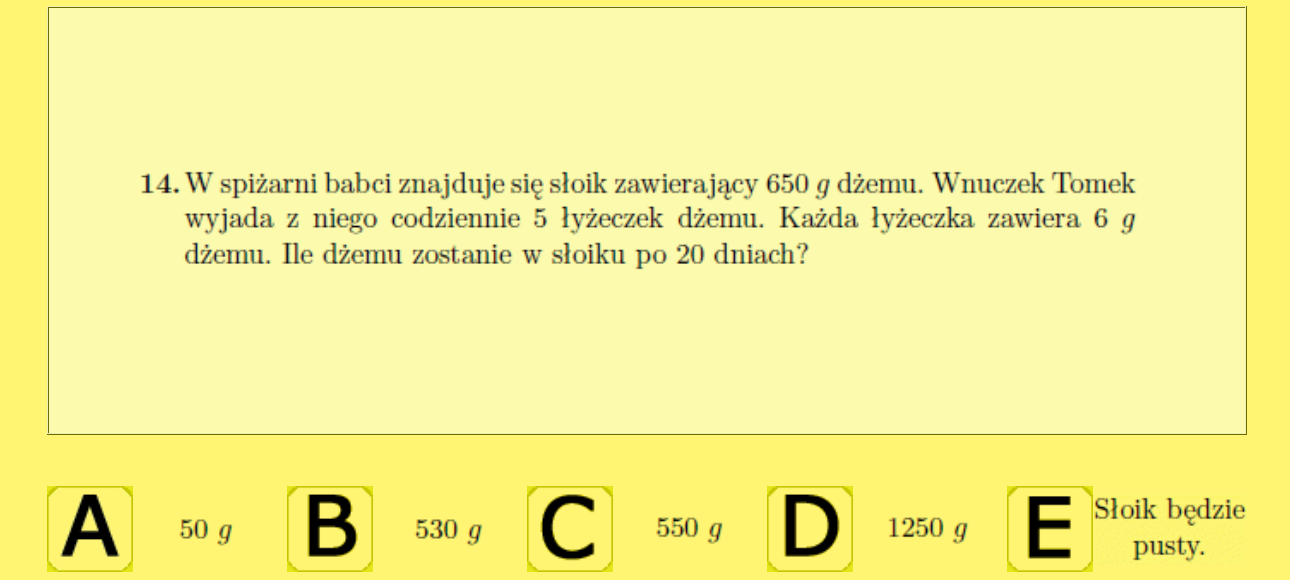 14. W spiżarni babci znajduje się słoik zawierający 650 g dżemu. Wnuczek Tomek
wyjada z niego codziennie 5 łyżeczek dżemu. Każda łyżeczka zawiera 6 g
dżemu. Ile dżemu zostanie w słoiku po 20 dniach?
A 50 g B 530 g C 550 g D 1250 g E Słoik będzie
pusty.